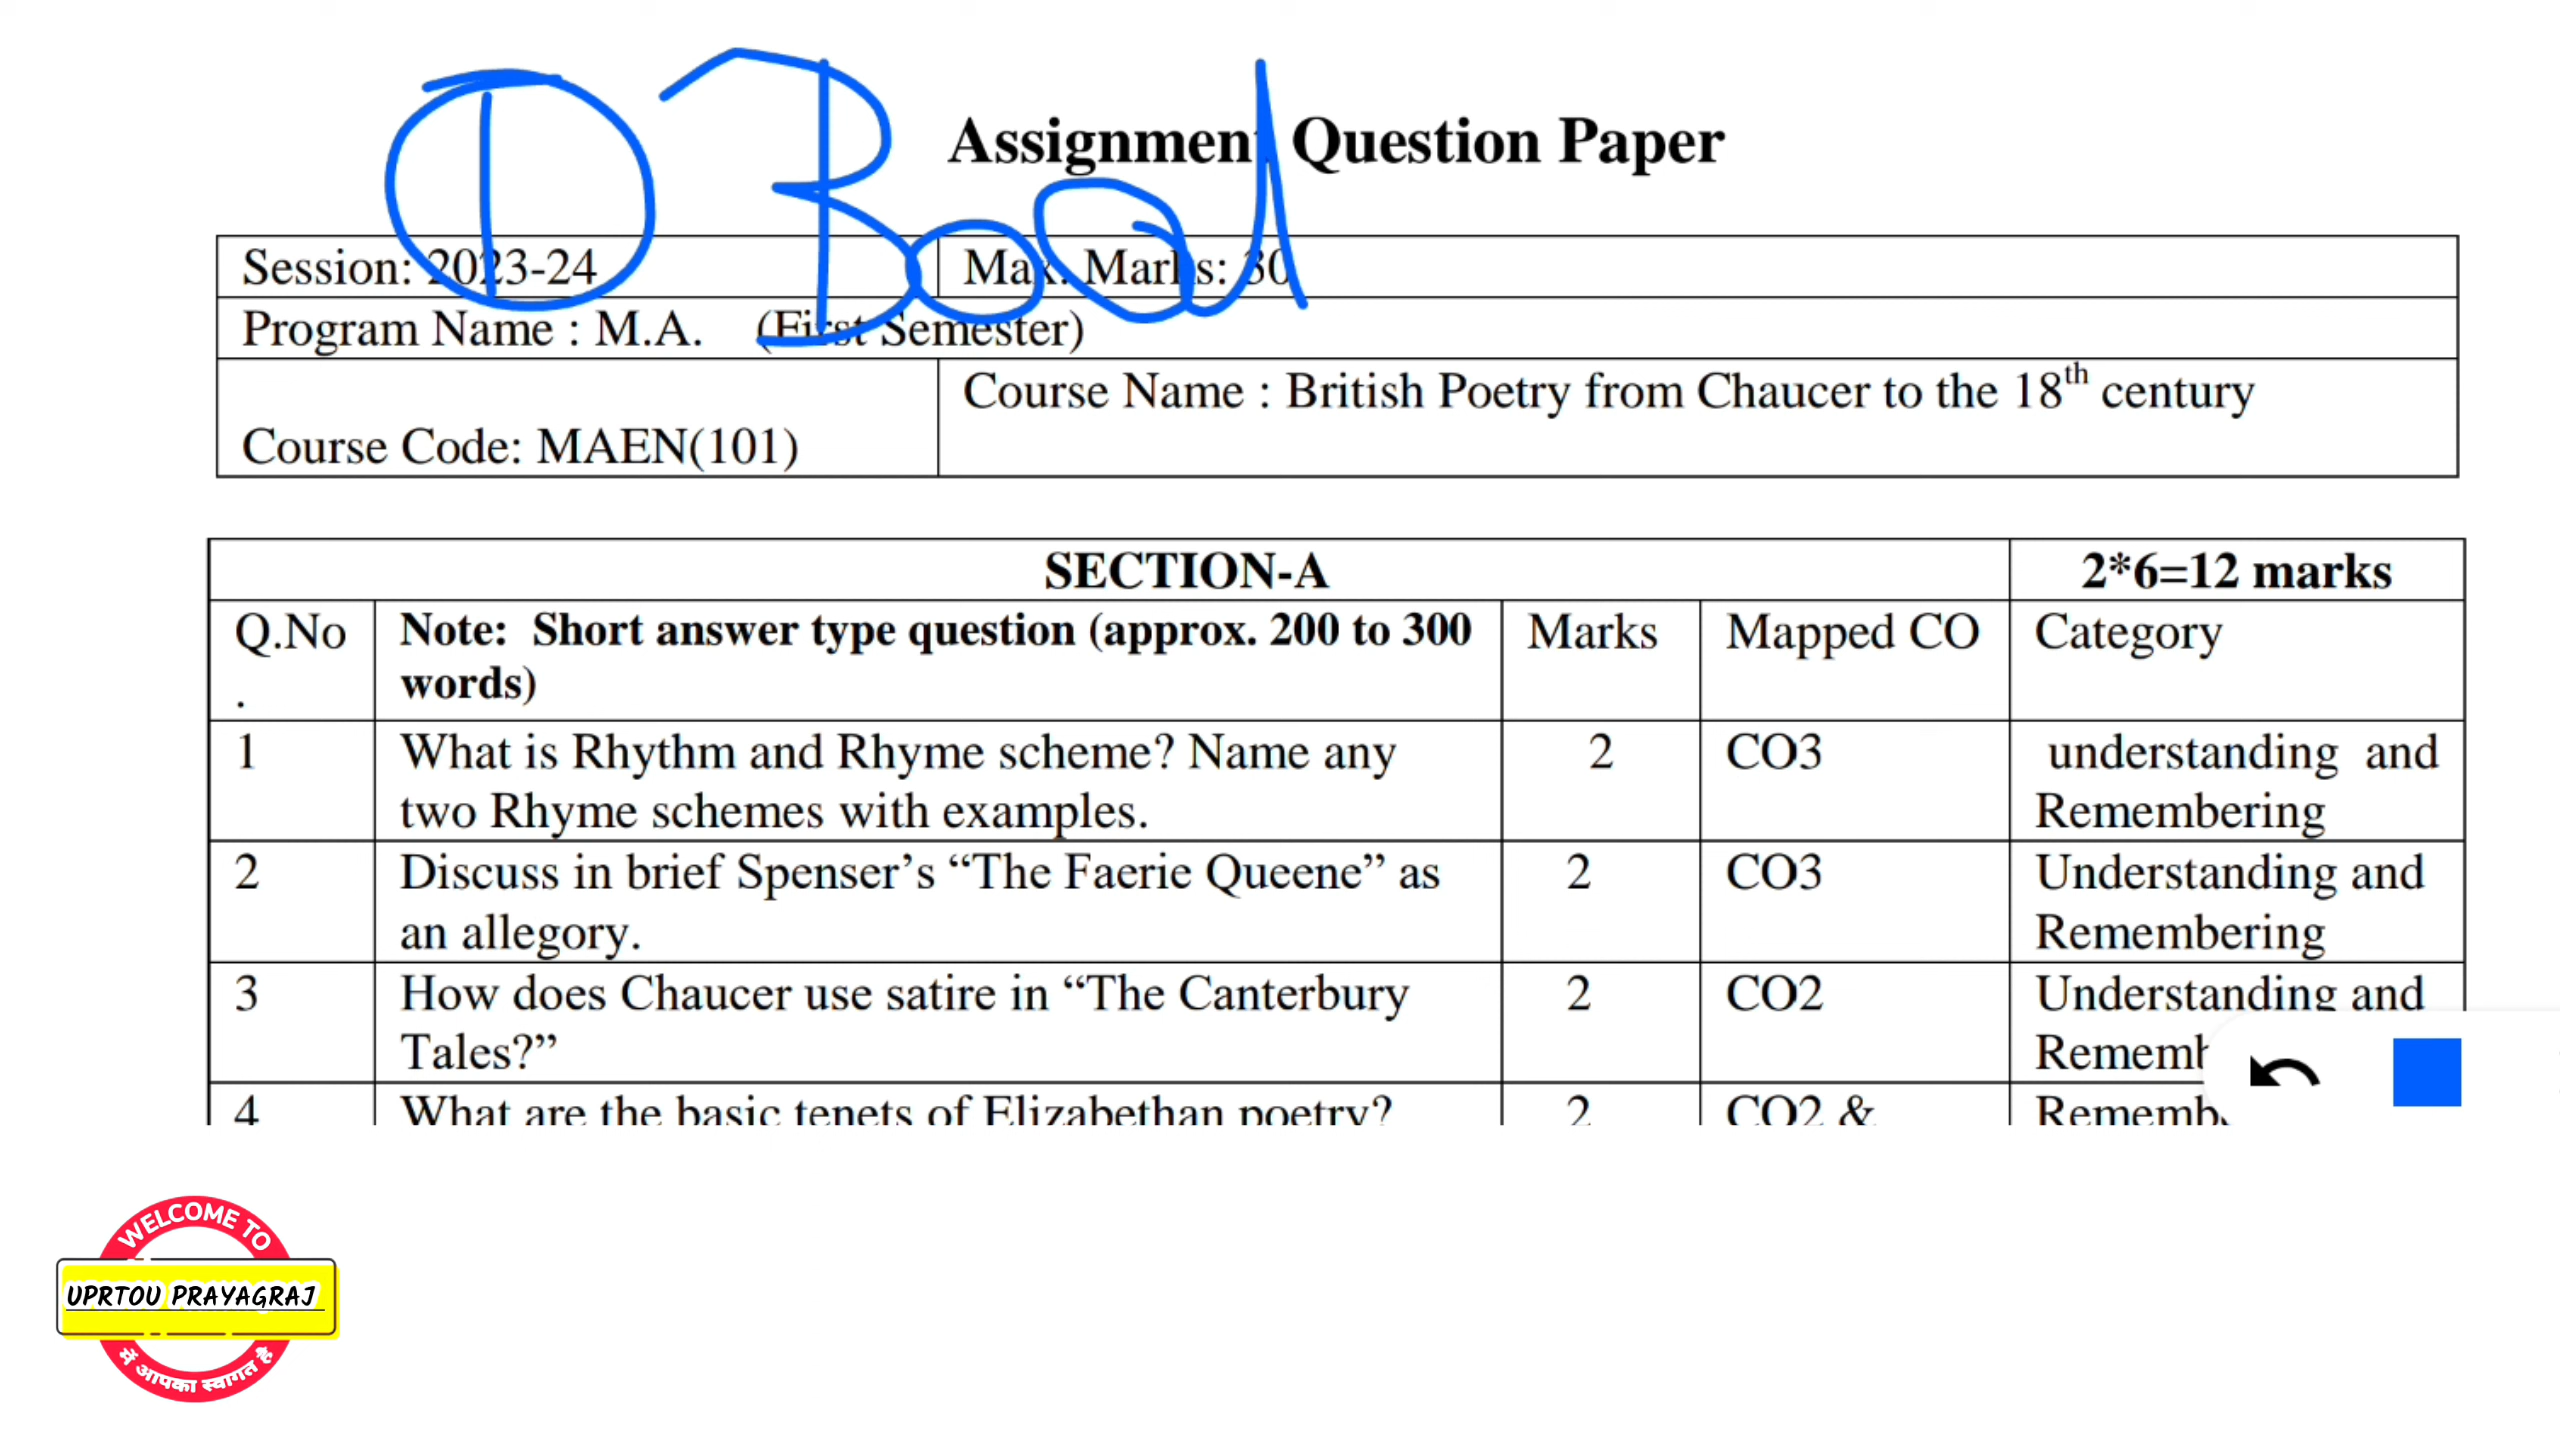 Assignment Question Paper
Session: 2023-24 Max. Marks: 30
Program Name : M.A. (First Semester)
Course Code: MAEN(101) Course Name : British Poetry from Chaucer to the 18th century
SECTION-A 2*6=12 marks
Q.No. Note: Short answer type question (approx. 200 to 300 words) Marks Mapped CO Category
1 What is Rhythm and Rhyme scheme? Name any two Rhyme schemes with examples. 2 CO3 understanding and Remembering
2 Discuss in brief Spenser’s “The Faerie Queene” as an allegory. 2 CO3 Understanding and Remembering
3 How does Chaucer use satire in “The Canterbury Tales?” 2 CO2 Understanding and
4 What are the basic tenets of Elizabethan poetry? 2 CO2 &
WELCOME TO
UPRTOU PRAYAGRAJ
में आपका स्वागत है